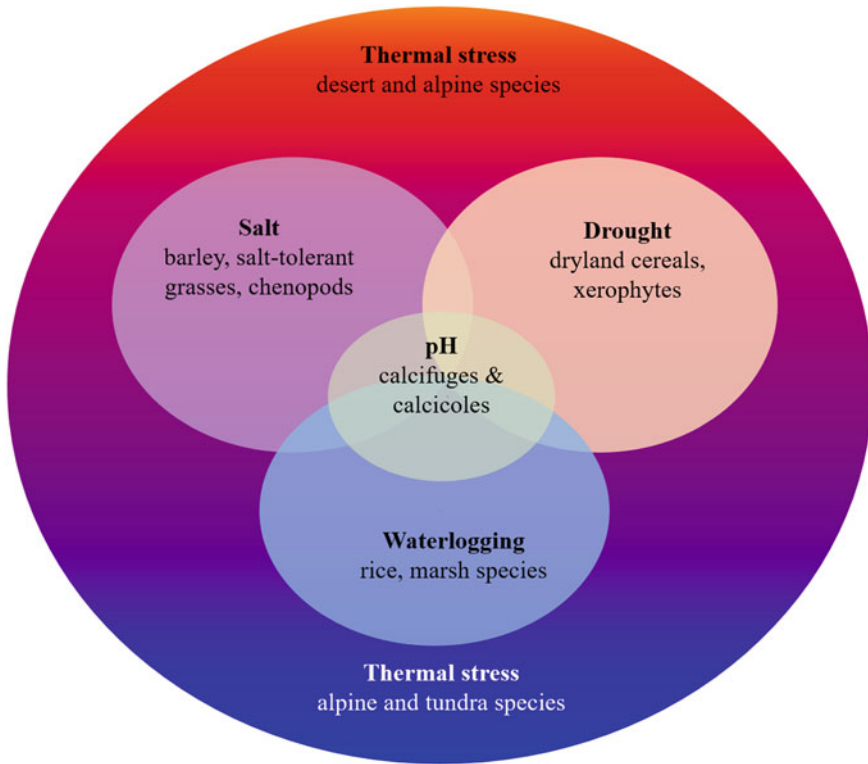 Thermal stress
desert and alpine species
Salt
barley, salt-tolerant
grasses, chenopods
Drought
dryland cereals,
xerophytes
pH
calcifuges &
calcicoles
Waterlogging
rice, marsh species
Thermal stress
alpine and tundra species